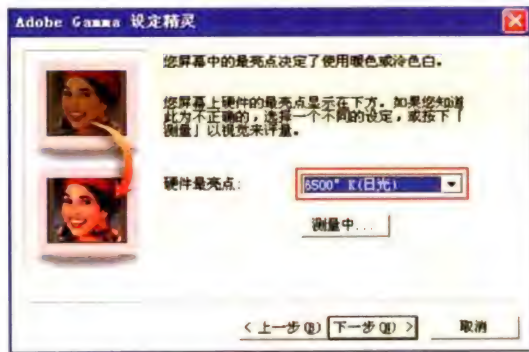 Adobe Gamma 设定精灵
您屏幕中的最亮点决定了使用暖色或冷色白。
您屏幕上硬件的最亮点显示在下方。如果您知道
此为不正确的，选择一个不同的设定，或按下「
测量」以视觉来评量。
硬件最亮点：
6500° K(日光)
测量中...
< 上一步(B)
下一步(N) >
取消